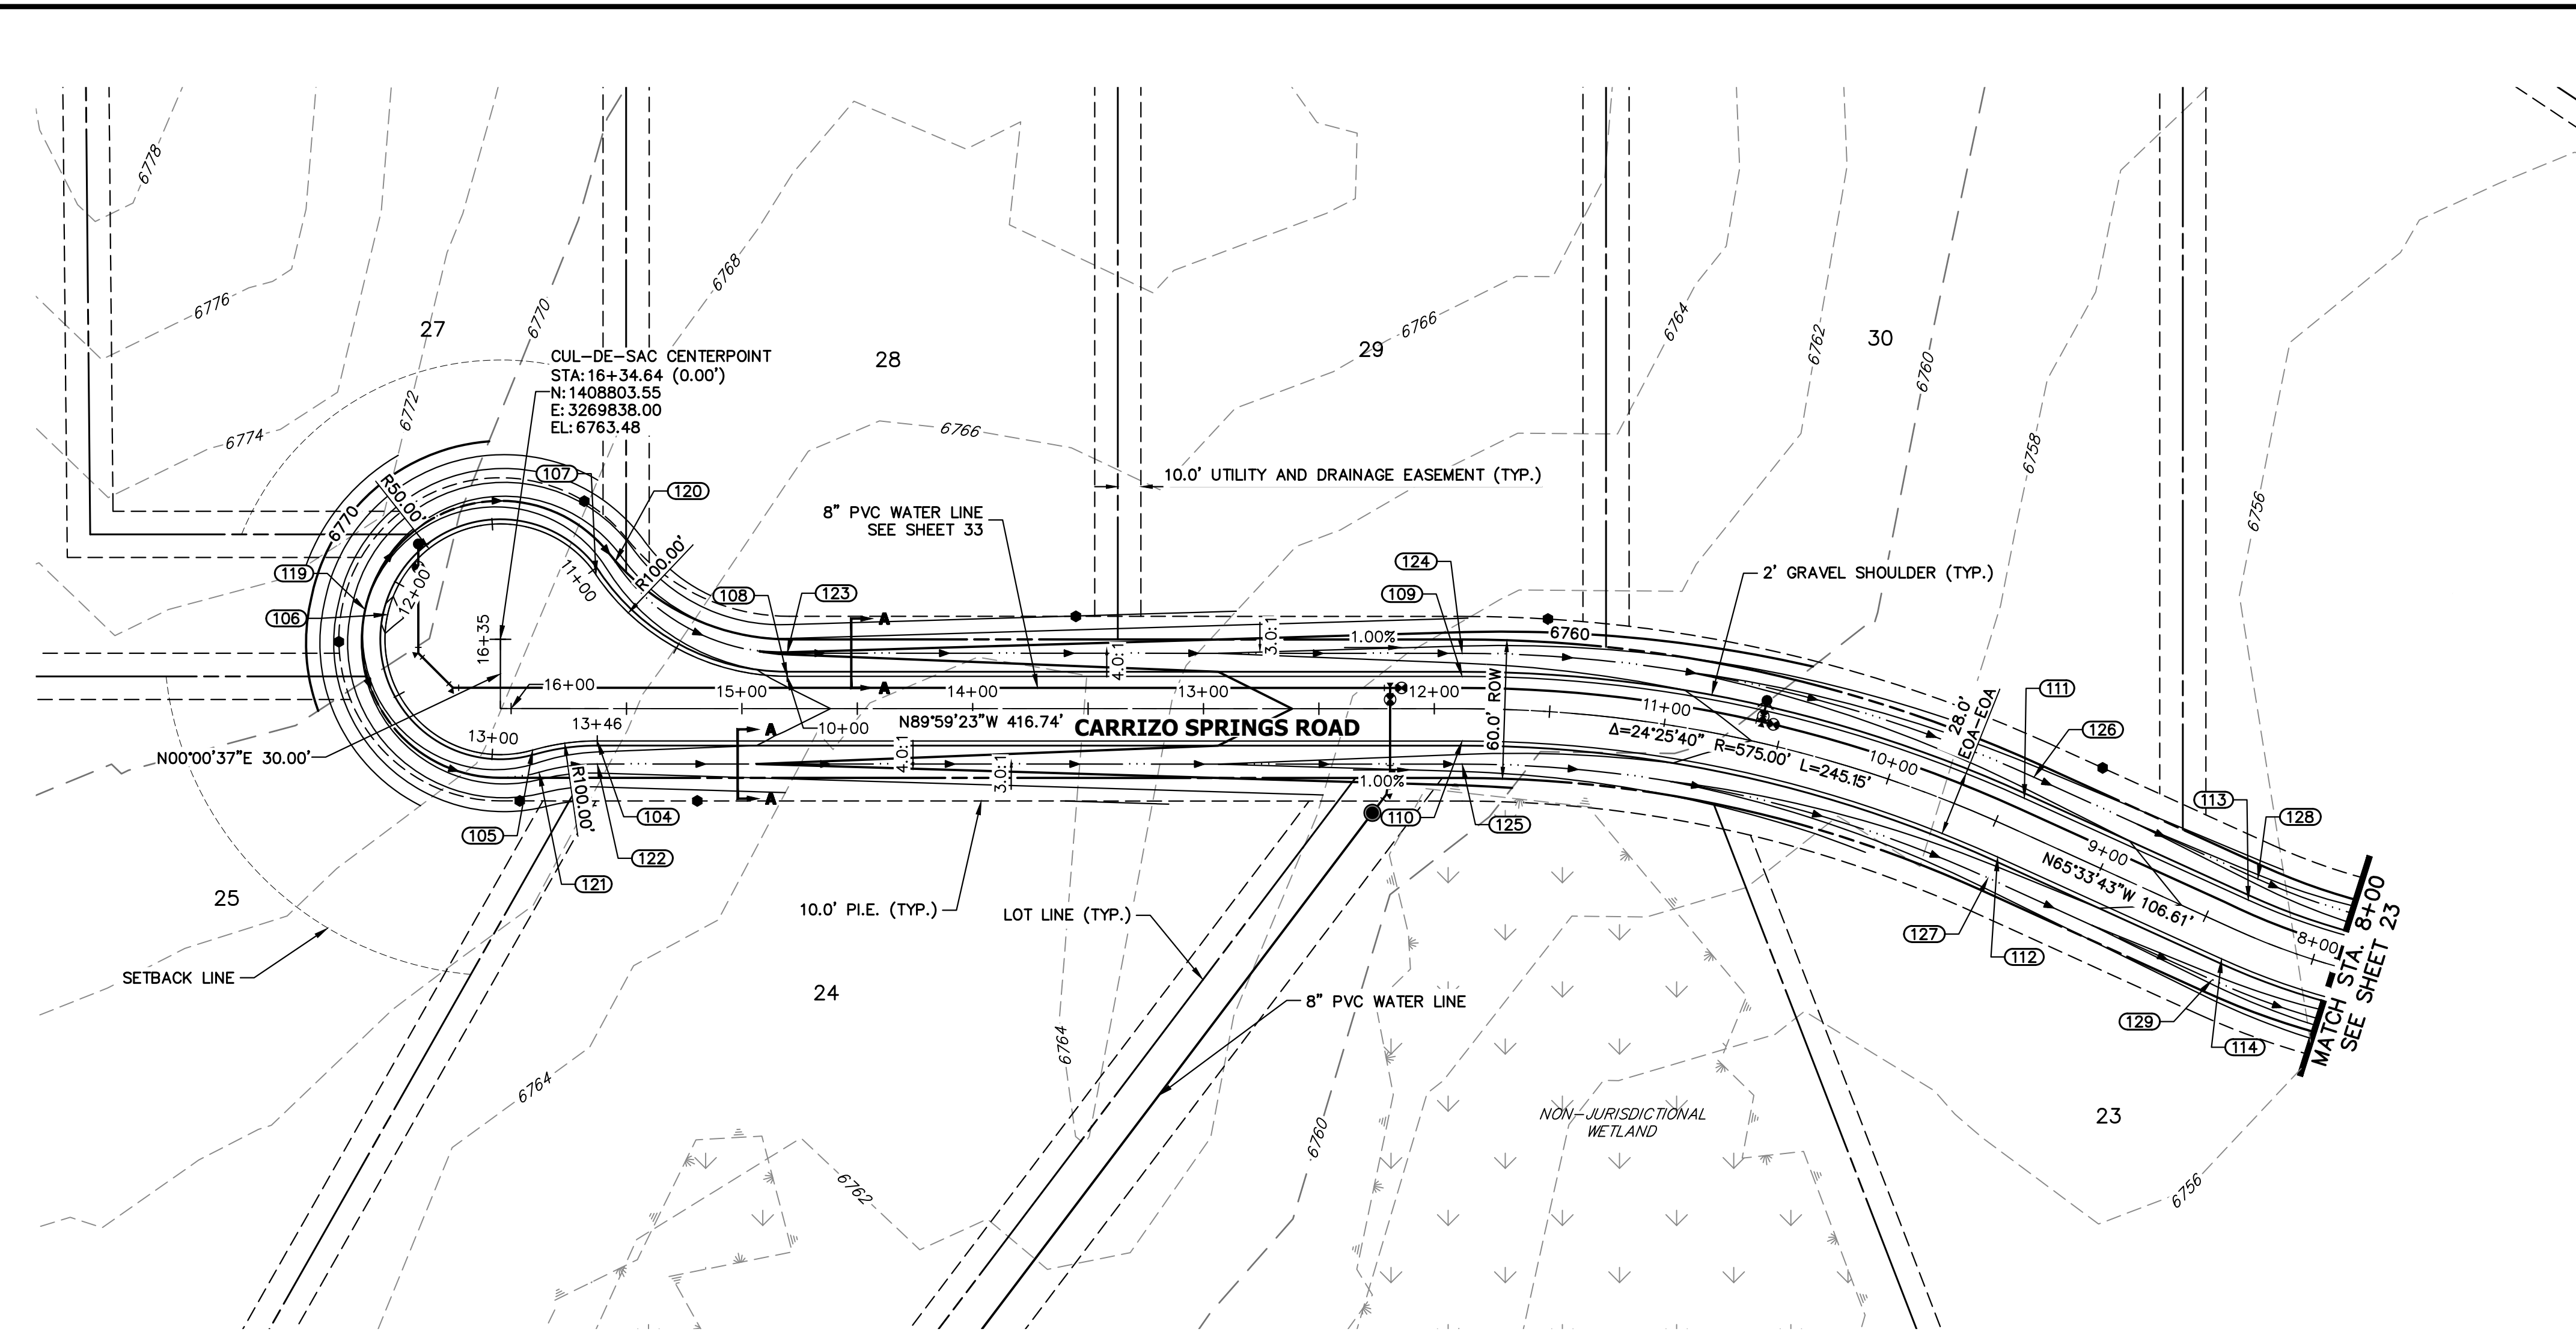 6778
6776
6774
6772
6770
6768
6766
6766
6764
6762
6760
6758
6756
27
28
29
30
CUL-DE-SAC CENTERPOINT
STA: 16+34.64 (0.00')
N: 1408803.55
E: 3269838.00
EL: 6763.48
107
120
R50.00'
6770
R100.00'
119
106
12+00
11+00
108
123
8" PVC WATER LINE
SEE SHEET 33
10.0' UTILITY AND DRAINAGE EASEMENT (TYP.)
124
109
2' GRAVEL SHOULDER (TYP.)
A
A
4.0:1
3.0:1
1.00%
6760
16+35
16+00
15+00
14+00
13+00
12+00
11+00
10+00
9+00
8+00
13+00
13+46
10+00
N89°59'23"W 416.74'
CARRIZO SPRINGS ROAD
60.0' ROW
Δ=24°25'40" R=575.00' L=245.15'
28.0'
EOA-EOA
111
126
113
128
N65°33'43"W 106.61'
N00°00'37"E 30.00'
A
A
4.0:1
3.0:1
1.00%
R100.00'
105
104
122
121
110
125
127
112
129
114
MATCH STA. 8+00
SEE SHEET 23
25
SETBACK LINE
10.0' P.I.E. (TYP.)
LOT LINE (TYP.)
24
8" PVC WATER LINE
6764
6764
6762
6760
NON-JURISDICTIONAL
WETLAND
23
6756